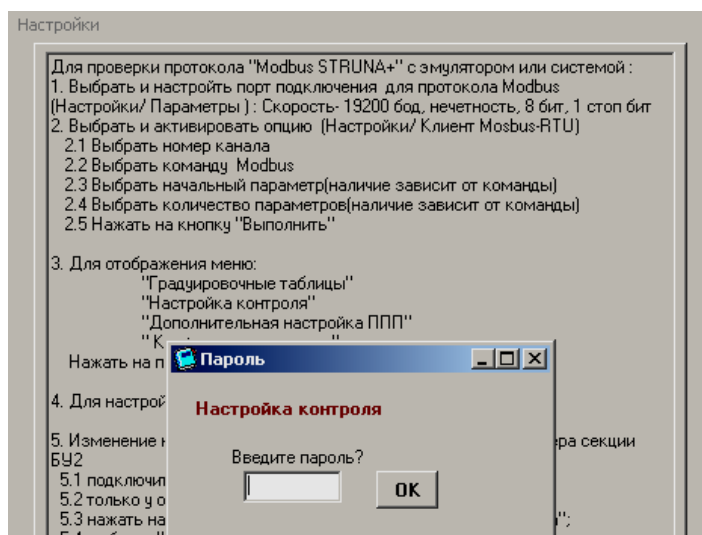 Настройки
Для проверки протокола "Modbus STRUNA+" с эмулятором или системой :
1. Выбрать и настройть порт подключения для протокола Modbus
(Настройки/ Параметры ) : Скорость- 19200 бод, нечетность, 8 бит, 1 стоп бит
2. Выбрать и активировать опцию (Настройки/ Клиент Mosbus-RTU)
2.1 Выбрать номер канала
2.2 Выбрать команду Modbus
2.3 Выбрать начальный параметр(наличие зависит от команды)
2.4 Выбрать количество параметров(наличие зависит от команды)
2.5 Нажать на кнопку "Выполнить"
3. Для отображения меню:
"Градуировочные таблицы"
"Настройка контроля"
"Дополнительная настройка ППП"
Нажать на
4. Для
5. Изменение секции
БУ2
5.1
5.2 только у
5.3 нажать на
Пароль
Настройка контроля
Введите пароль?
OK